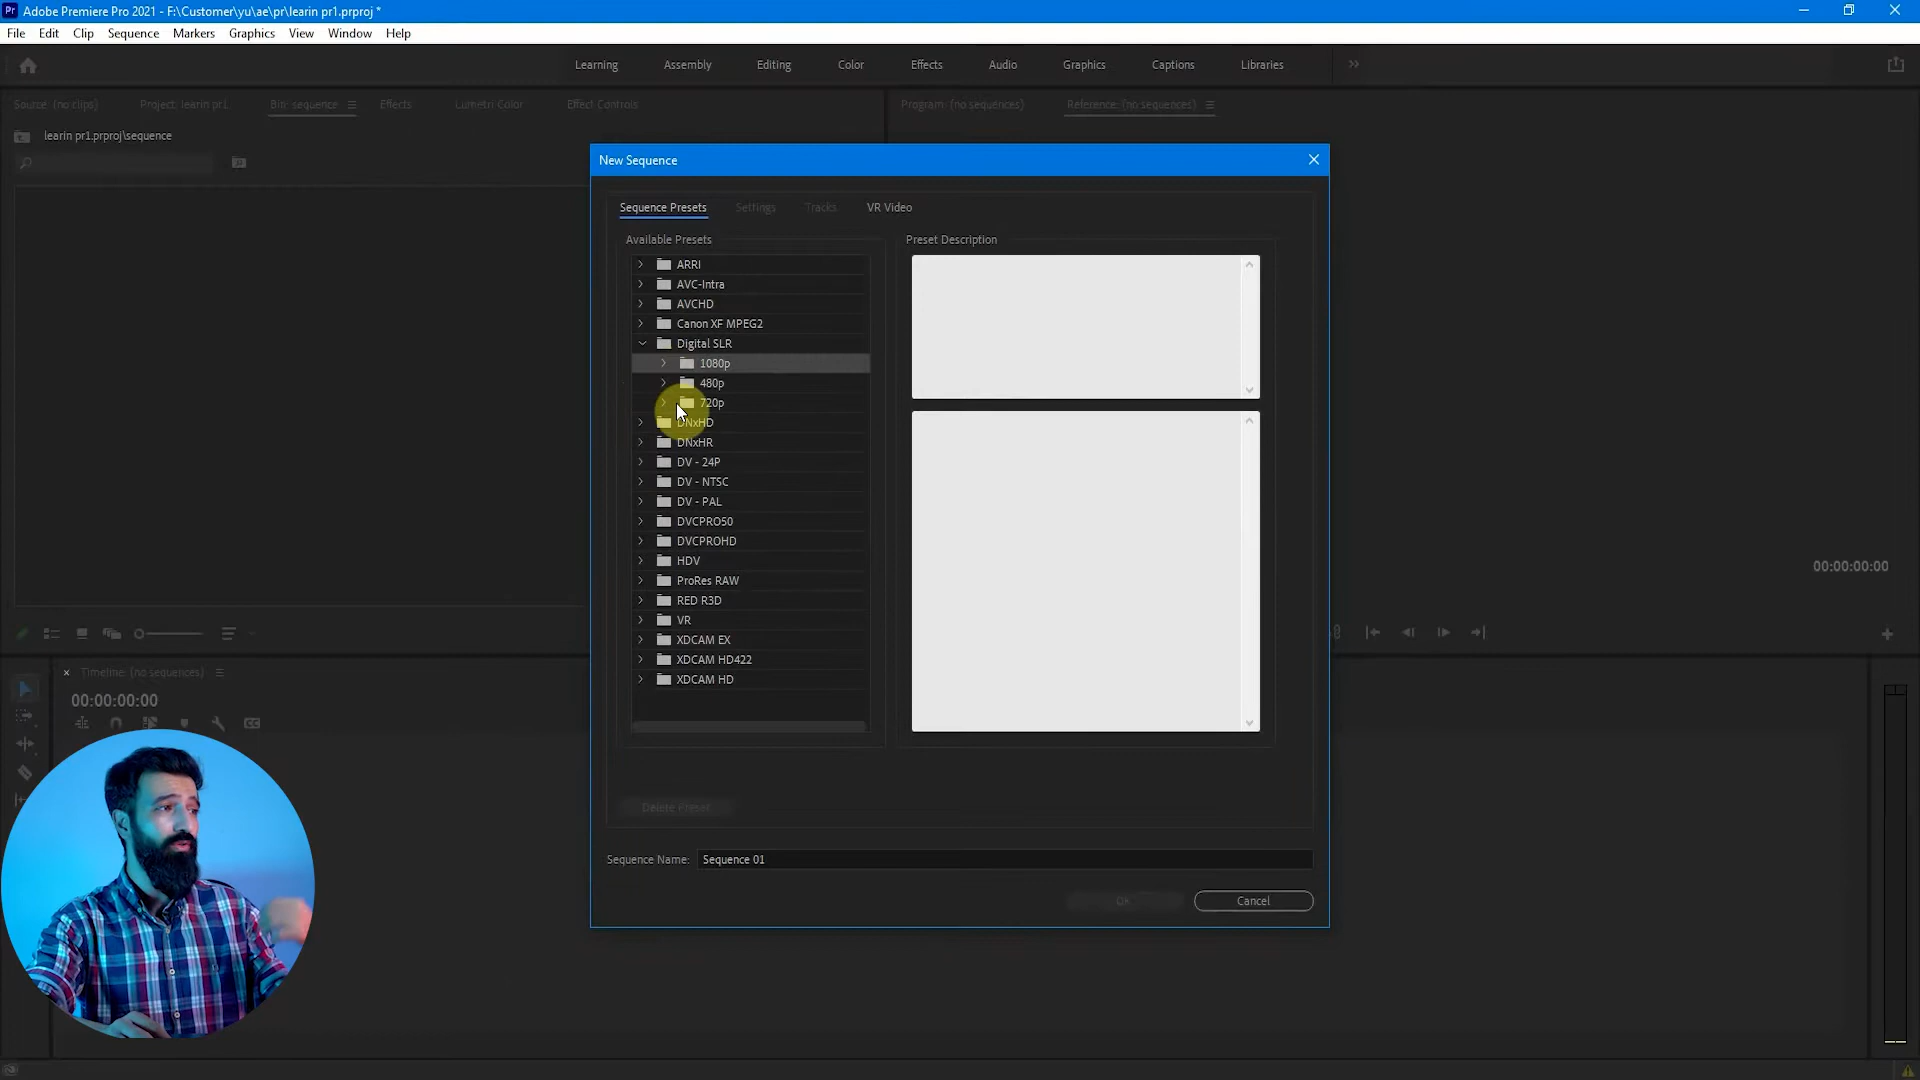 Pr Adobe Premiere Pro 2021 - F:\Customer\yu\ae\pr\learin pr1.prproj *
File Edit Clip Sequence Markers Graphics View Window Help
Learning Assembly Editing Color Effects Audio Graphics Captions Libraries
Source: (no clips) Project: learin pr1 Bin: sequence Effects Lumetri Color Effect Controls Program: (no sequences) Reference: (no sequences)
learin pr1.prproj\sequence
New Sequence
Sequence Presets Settings Tracks VR Video
Available Presets Preset Description
ARRI
AVC-Intra
AVCHD
Canon XF MPEG2
Digital SLR
1080p
480p
720p
DNxHD
DNxHR
DV - 24P
DV - NTSC
DV - PAL
DVCPRO50
DVCPROHD
HDV
ProRes RAW
RED R3D
VR
XDCAM EX
XDCAM HD422
XDCAM HD
00:00:00:00
Timeline: (no sequences)
00:00:00:00
CC
Delete Preset
Sequence Name: Sequence 01
OK Cancel